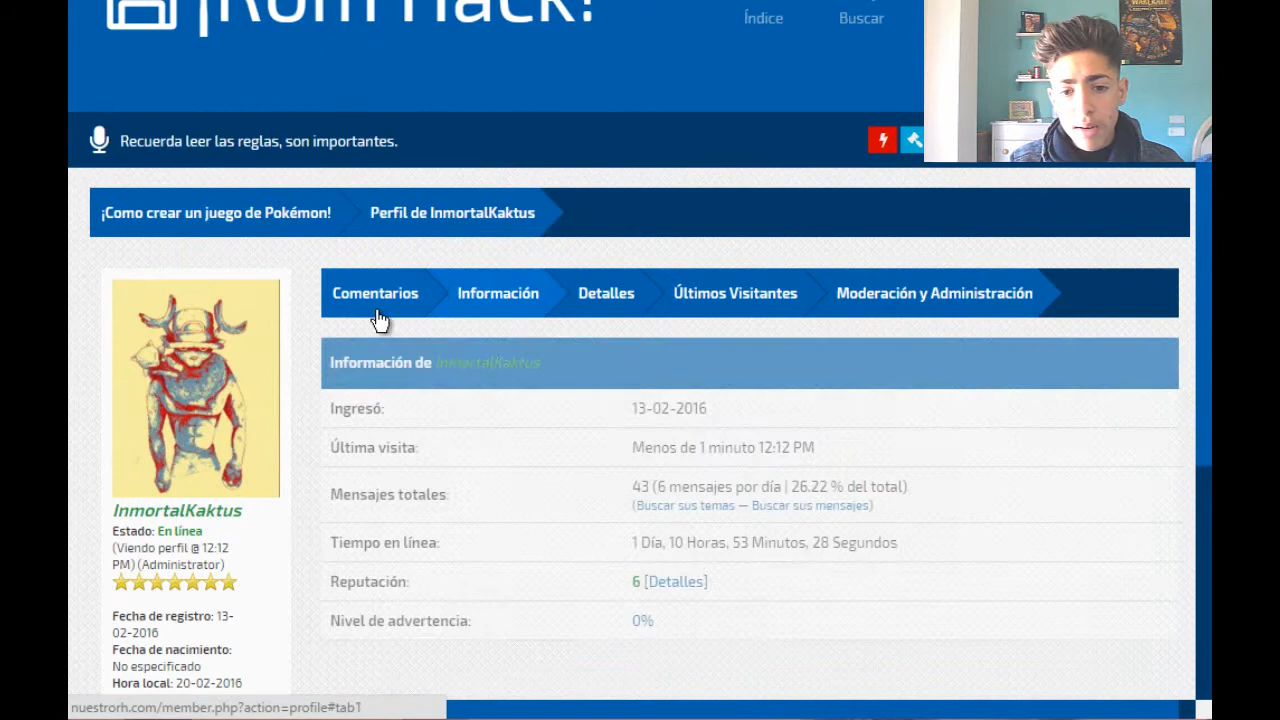 ¡Rom Hack!
Índice
Buscar
Recuerda leer las reglas, son importantes.
¡Como crear un juego de Pokémon!
Perfil de InmortalKaktus
Comentarios
Información
Detalles
Últimos Visitantes
Moderación y Administración
Información de InmortalKaktus
Ingresó:
13-02-2016
Última visita:
Menos de 1 minuto 12:12 PM
Mensajes totales:
43 (6 mensajes por día | 26.22 % del total)
(Buscar sus temas — Buscar sus mensajes)
Tiempo en línea:
1 Día, 10 Horas, 53 Minutos, 28 Segundos
Reputación:
6 [Detalles]
Nivel de advertencia:
0%
InmortalKaktus
Estado: En línea
(Viendo perfil @ 12:12
PM) (Administrator)
Fecha de registro: 13-
02-2016
Fecha de nacimiento:
No especificado
Hora local: 20-02-2016
nuestrorh.com/member.php?action=profile#tab1